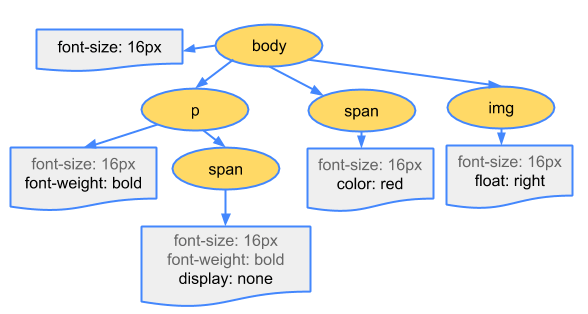 body
font-size: 16px
p
span
img
font-size: 16px
font-weight: bold
span
font-size: 16px
color: red
font-size: 16px
float: right
font-size: 16px
font-weight: bold
display: none